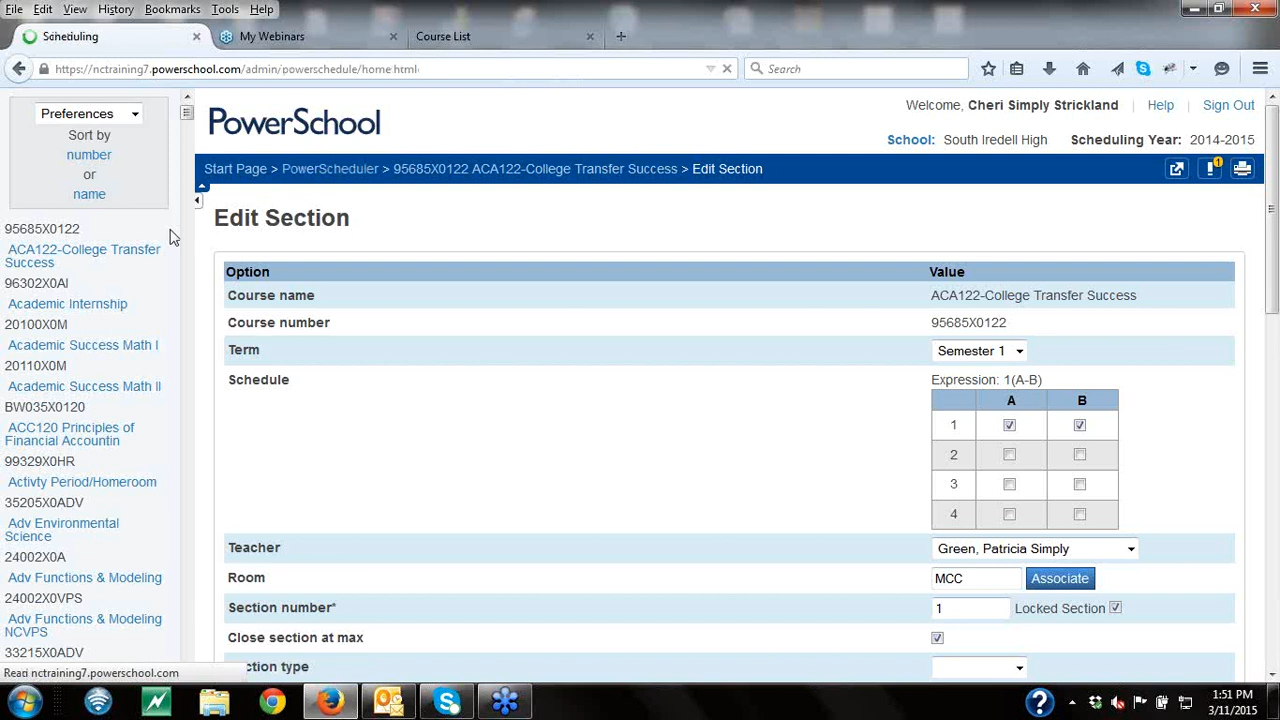 File Edit View History Bookmarks Tools Help
Scheduling My Webinars Course List
https://nctraining7.powerschool.com/admin/powerschedule/home.html
Search
Preferences
Sort by
number
or
name
95685X0122
ACA122-College Transfer
Success
96302X0AI
Academic Internship
20100X0M
Academic Success Math I
20110X0M
Academic Success Math II
BW035X0120
ACC120 Principles of
Financial Accountin
99329X0HR
Activty Period/Homeroom
35205X0ADV
Adv Environmental
Science
24002X0A
Adv Functions & Modeling
24002X0VPS
Adv Functions & Modeling
NCVPS
33215X0ADV
Read nctraining7.powerschool.com
PowerSchool
Welcome, Cheri Simply Strickland Help Sign Out
School: South Iredell High Scheduling Year: 2014-2015
Start Page > PowerScheduler > 95685X0122 ACA122-College Transfer Success > Edit Section
Edit Section
Option Value
Course name ACA122-College Transfer Success
Course number 95685X0122
Term Semester 1
Schedule Expression: 1(A-B)
A B
1
2
3
4
Teacher Green, Patricia Simply
Room MCC Associate
Section number* 1 Locked Section
Close section at max
ction type
1:51 PM
3/11/2015